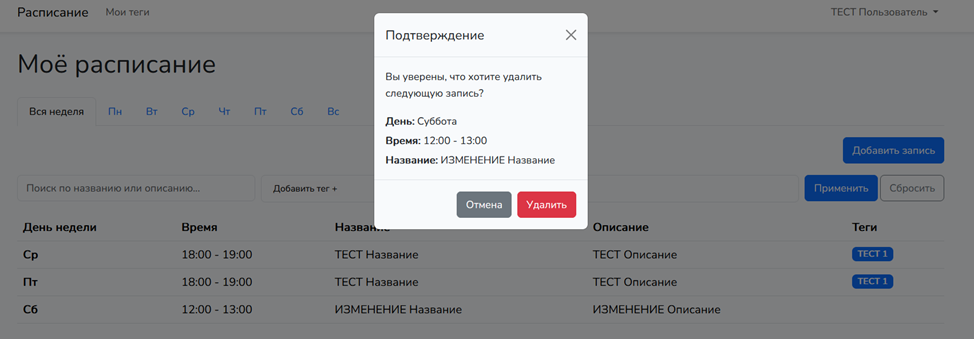 Расписание Мои теги ТЕСТ Пользователь
Подтверждение
Вы уверены, что хотите удалить
следующую запись?
День: Суббота
Время: 12:00 - 13:00
Название: ИЗМЕНЕНИЕ Название
Отмена Удалить
Моё расписание
Вся неделя Пн Вт Ср Чт Пт Сб Вс
Добавить запись
Поиск по названию или описанию... Добавить тег + Применить Сбросить
День недели Время Название Описание Теги
Ср 18:00 - 19:00 ТЕСТ Название ТЕСТ Описание ТЕСТ 1
Пт 18:00 - 19:00 ТЕСТ Название ТЕСТ Описание ТЕСТ 1
Сб 12:00 - 13:00 ИЗМЕНЕНИЕ Название ИЗМЕНЕНИЕ Описание